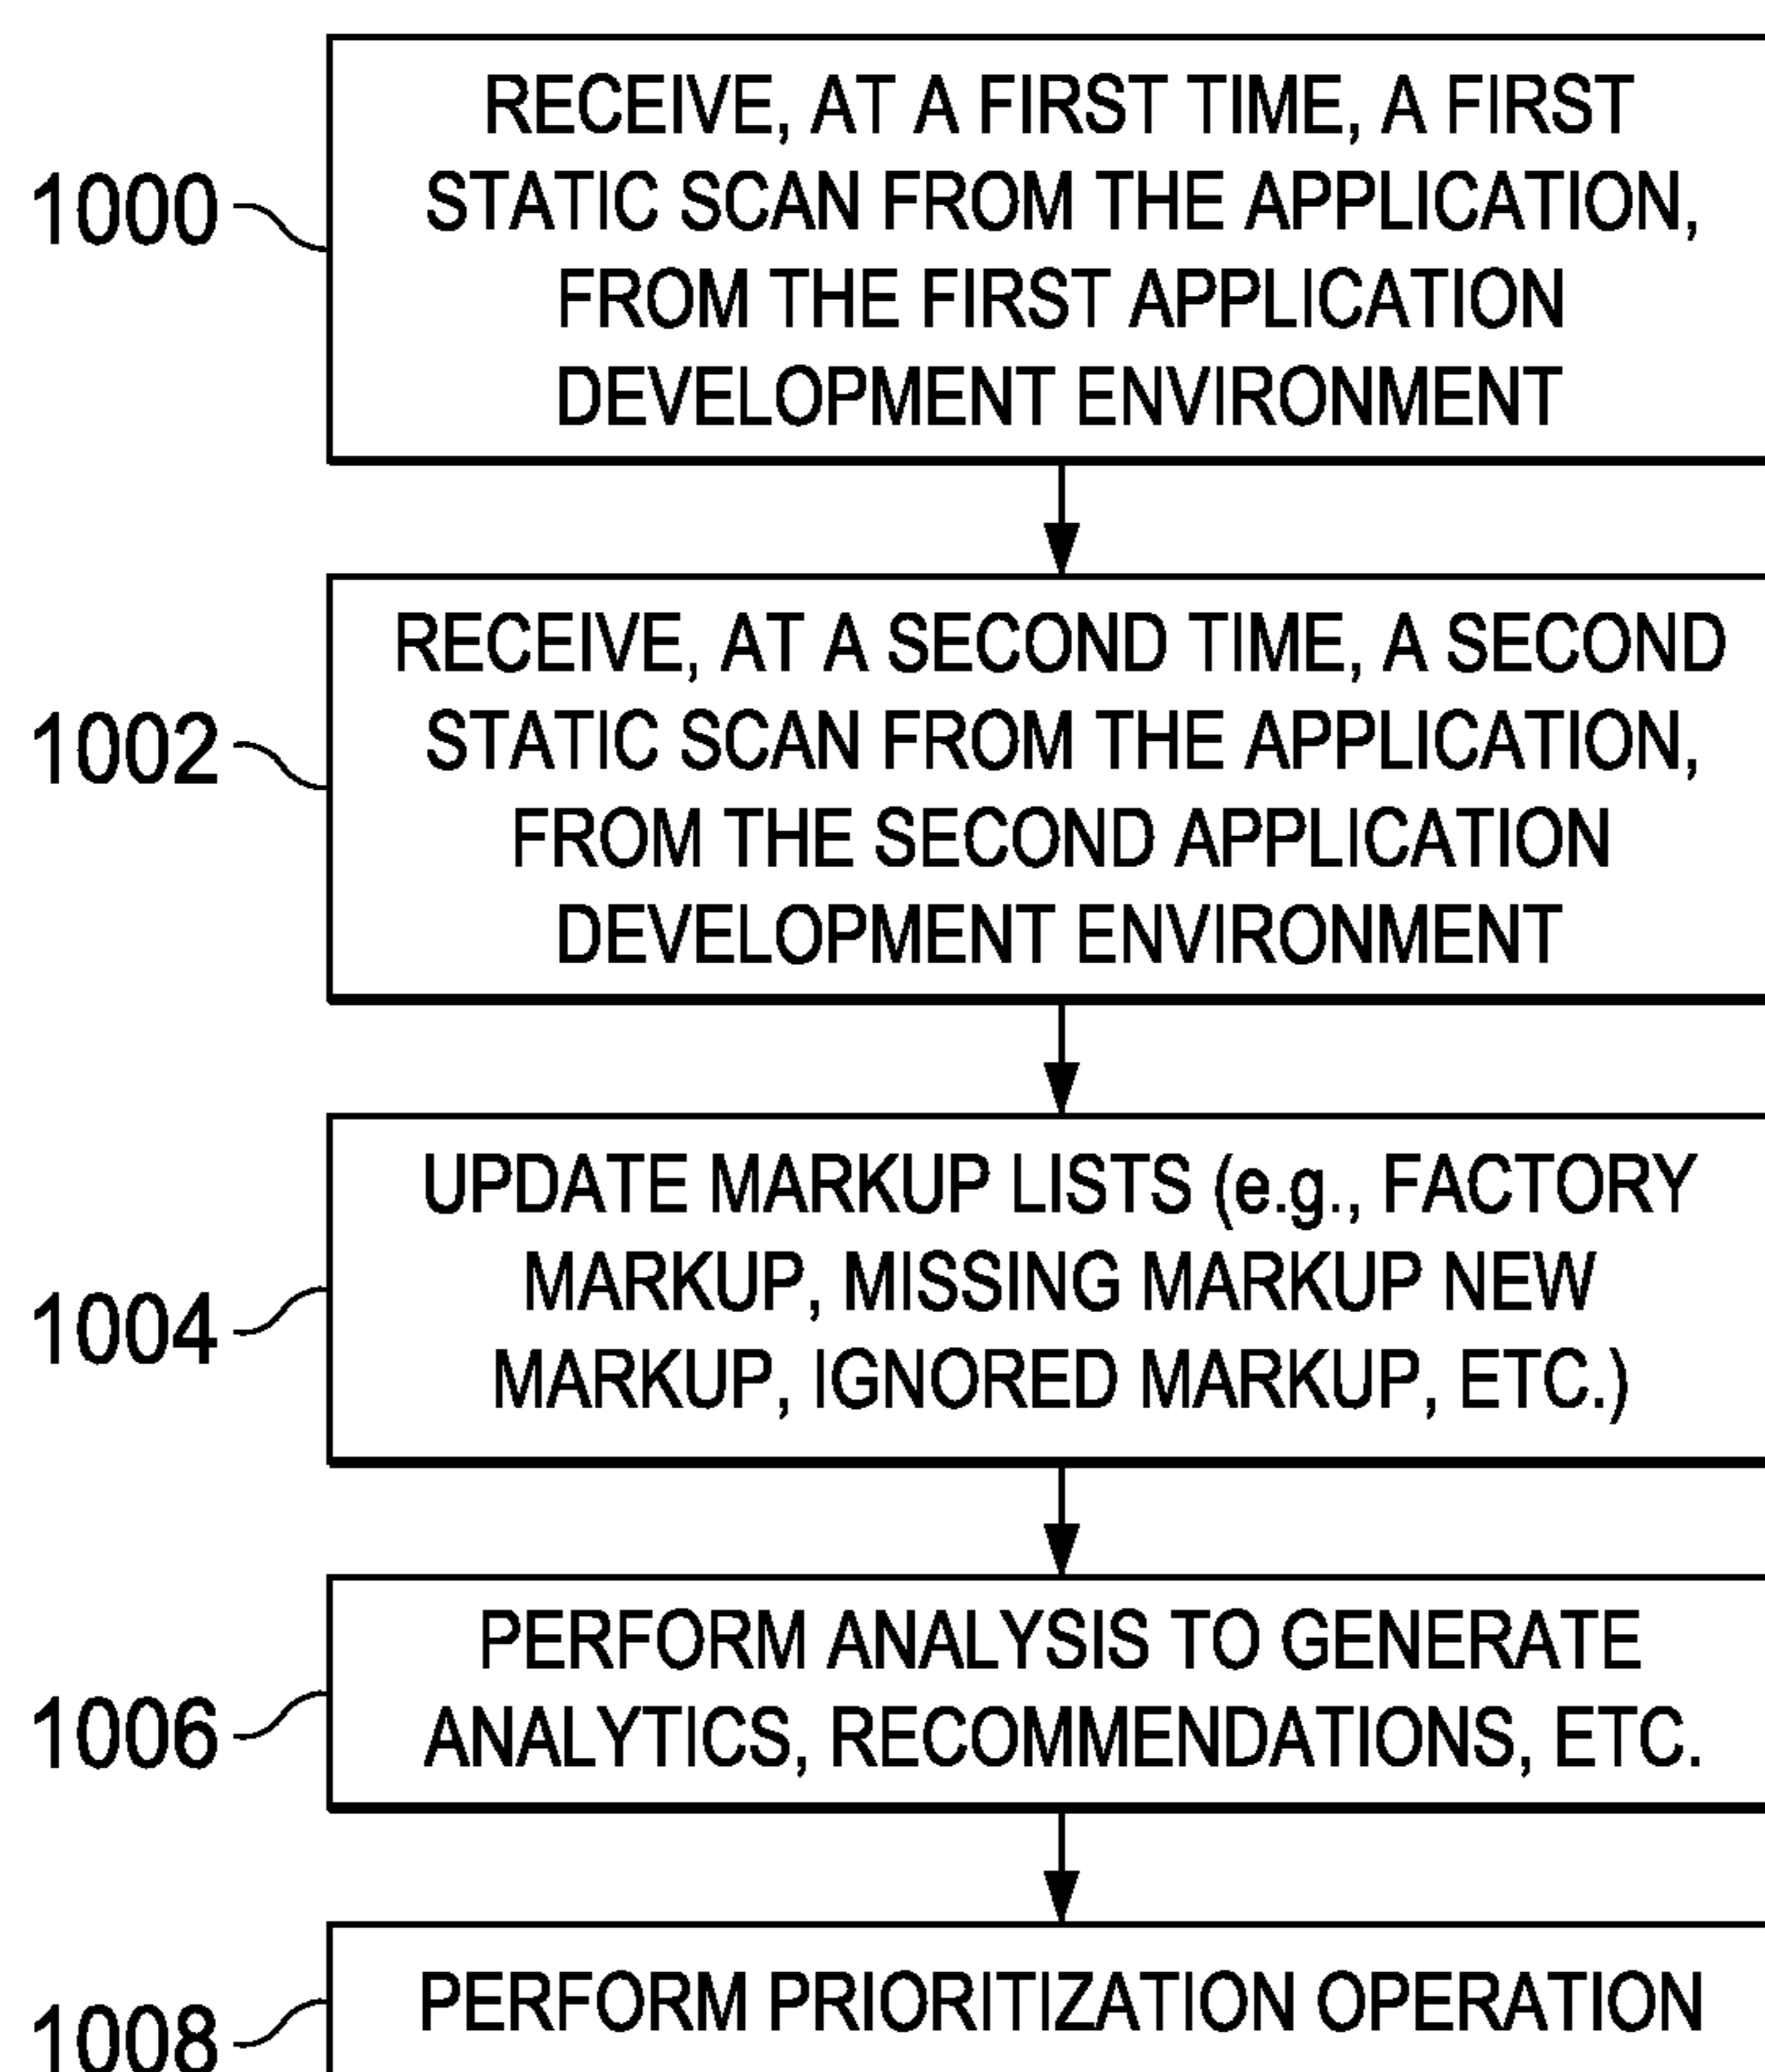 RECEIVE, AT A FIRST TIME, A FIRST
STATIC SCAN FROM THE APPLICATION,
1000
FROM THE FIRST APPLICATION
DEVELOPMENT ENVIRONMENT
RECEIVE, AT A SECOND TIME, A SECOND
STATIC SCAN FROM THE APPLICATION,
1002
FROM THE SECOND APPLICATION
DEVELOPMENT ENVIRONMENT
UPDATE MARKUP LISTS (e.g., FACTORY
MARKUP, MISSING MARKUP NEW
1004
MARKUP, IGNORED MARKUP, ETC.)
PERFORM ANALYSIS TO GENERATE
1006
ANALYTICS, RECOMMENDATIONS, ETC.
PERFORM PRIORITIZATION OPERATION
1008